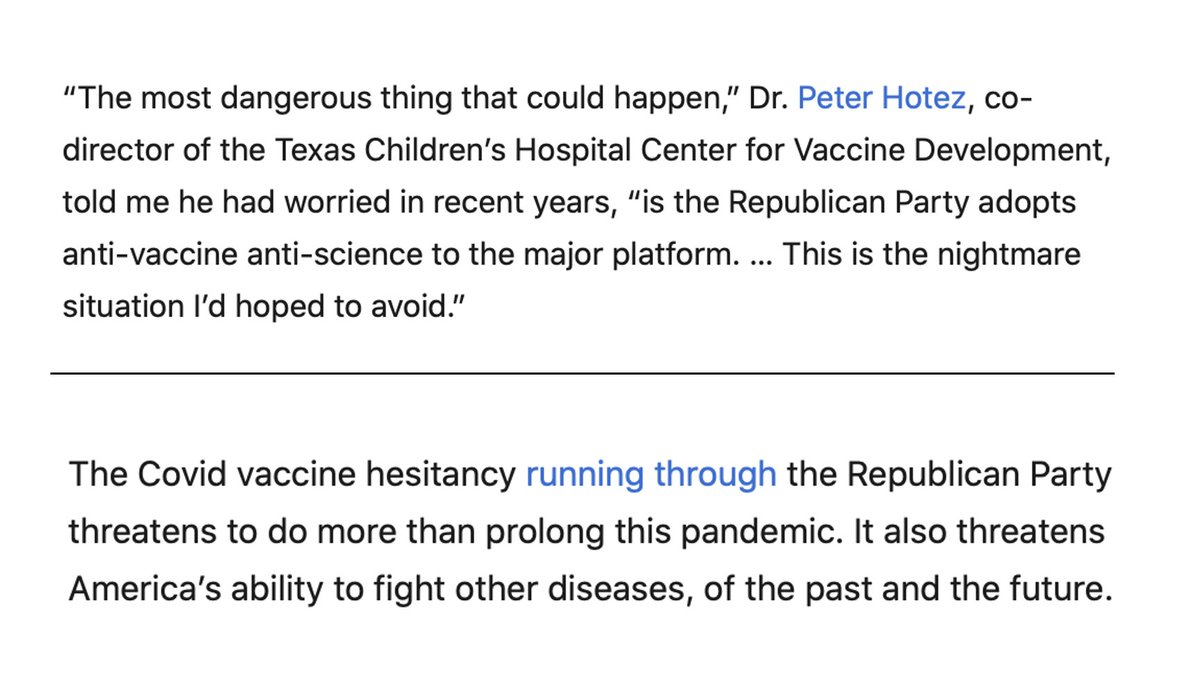 “The most dangerous thing that could happen,” Dr. Peter Hotez, co-
director of the Texas Children’s Hospital Center for Vaccine Development,
told me he had worried in recent years, “is the Republican Party adopts
anti-vaccine anti-science to the major platform. ... This is the nightmare
situation I’d hoped to avoid.”
The Covid vaccine hesitancy running through the Republican Party
threatens to do more than prolong this pandemic. It also threatens
America’s ability to fight other diseases, of the past and the future.